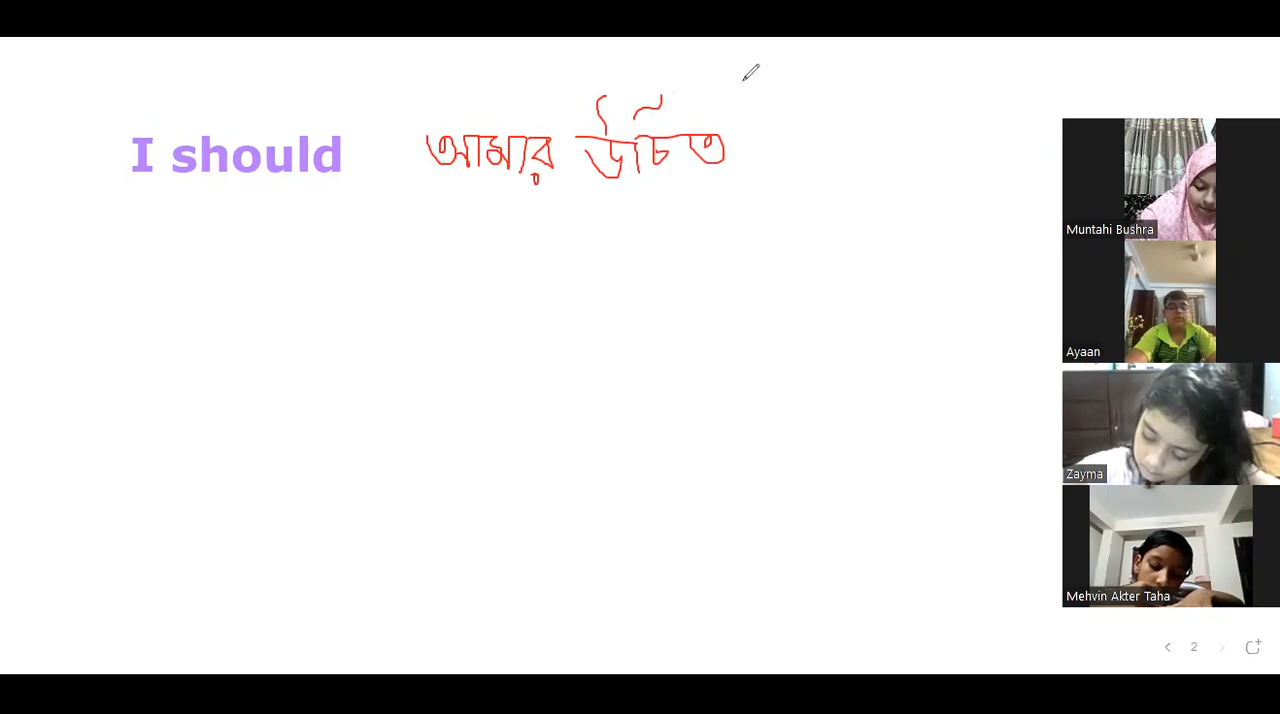 I should আমার উচিত
Muntahi Bushra
Ayaan
Zayma
Mehvin Akter Taha
2